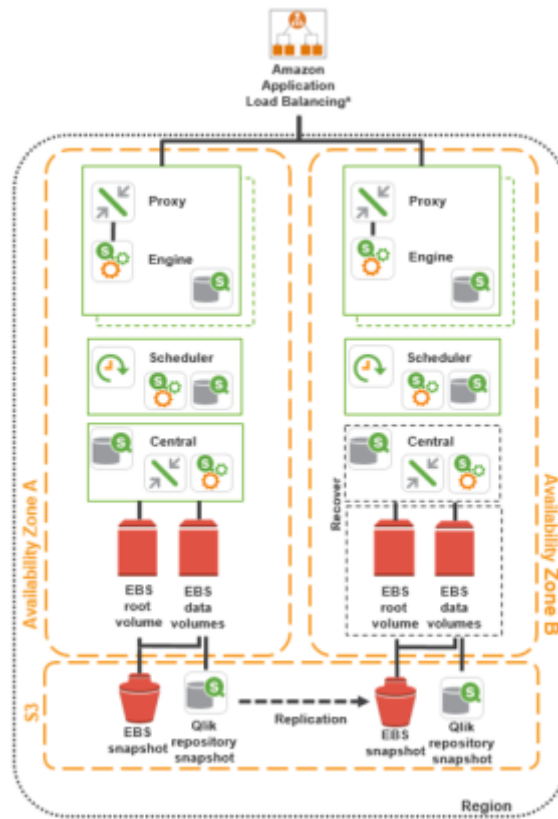 Amazon
Application
Load Balancing*
Proxy
Engine
Scheduler
Central
EBS
root
volume
EBS
data
volumes
Availability Zone A
Proxy
Engine
Scheduler
Central
Recover
EBS
root
volume
EBS
data
volumes
Availability Zone B
S3
EBS
snapshot
Qlik
repository
snapshot
Replication
EBS
snapshot
Qlik
repository
snapshot
Region